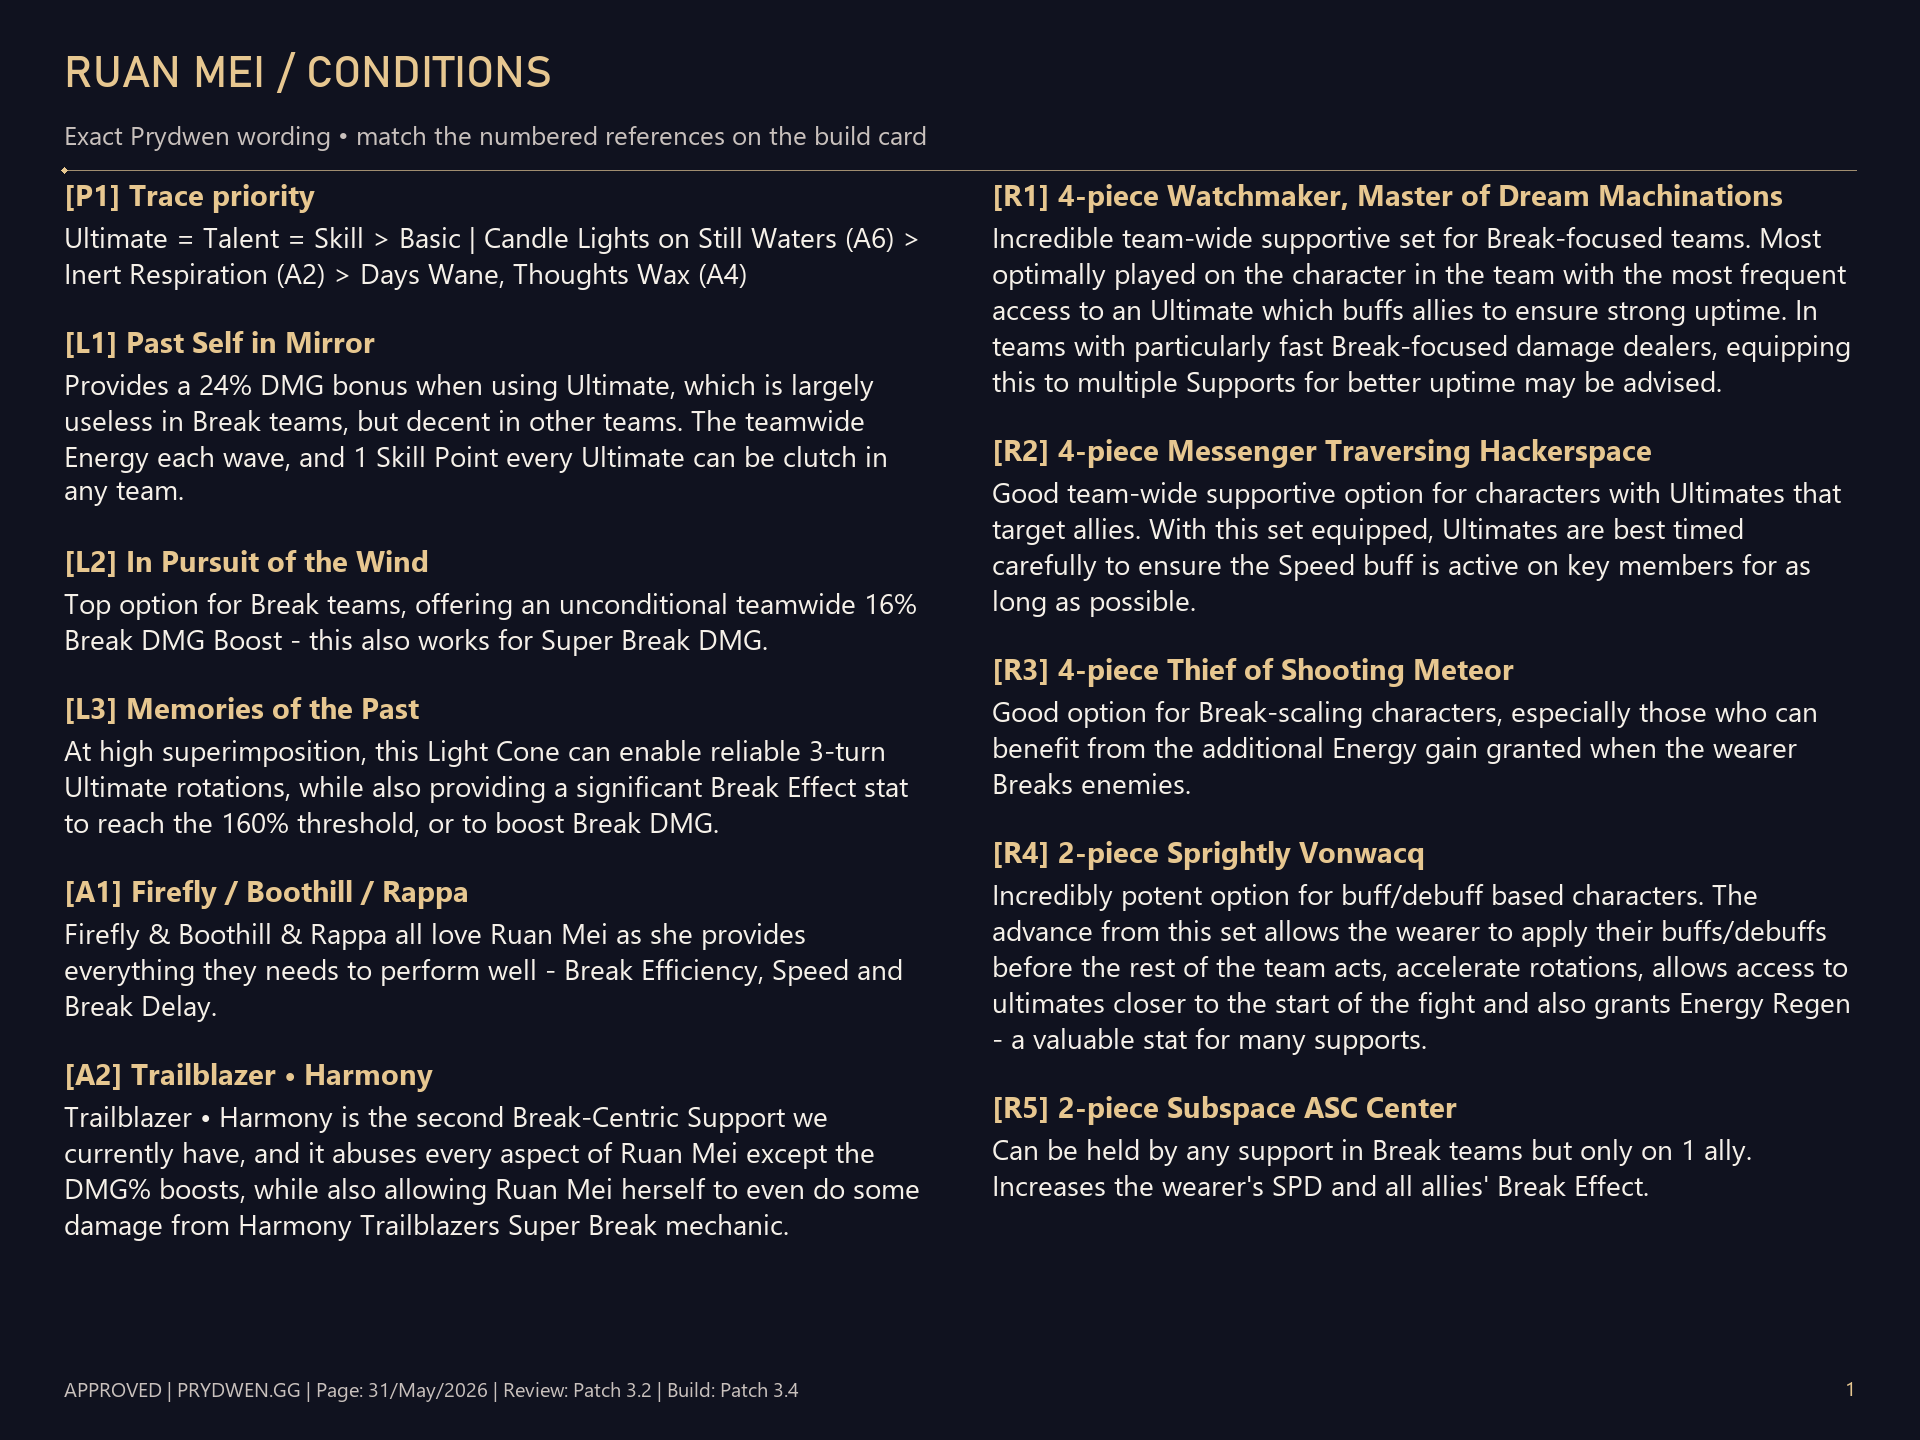 RUAN MEI / CONDITIONS
Exact Prydwen wording • match the numbered references on the build card
[P1] Trace priority
Ultimate = Talent = Skill > Basic | Candle Lights on Still Waters (A6) >
Inert Respiration (A2) > Days Wane, Thoughts Wax (A4)
[L1] Past Self in Mirror
Provides a 24% DMG bonus when using Ultimate, which is largely
useless in Break teams, but decent in other teams. The teamwide
Energy each wave, and 1 Skill Point every Ultimate can be clutch in
any team.
[L2] In Pursuit of the Wind
Top option for Break teams, offering an unconditional teamwide 16%
Break DMG Boost - this also works for Super Break DMG.
[L3] Memories of the Past
At high superimposition, this Light Cone can enable reliable 3-turn
Ultimate rotations, while also providing a significant Break Effect stat
to reach the 160% threshold, or to boost Break DMG.
[A1] Firefly / Boothill / Rappa
Firefly & Boothill & Rappa all love Ruan Mei as she provides
everything they needs to perform well - Break Efficiency, Speed and
Break Delay.
[A2] Trailblazer • Harmony
Trailblazer • Harmony is the second Break-Centric Support we
currently have, and it abuses every aspect of Ruan Mei except the
DMG% boosts, while also allowing Ruan Mei herself to even do some
damage from Harmony Trailblazers Super Break mechanic.
[R1] 4-piece Watchmaker, Master of Dream Machinations
Incredible team-wide supportive set for Break-focused teams. Most
optimally played on the character in the team with the most frequent
access to an Ultimate which buffs allies to ensure strong uptime. In
teams with particularly fast Break-focused damage dealers, equipping
this to multiple Supports for better uptime may be advised.
[R2] 4-piece Messenger Traversing Hackerspace
Good team-wide supportive option for characters with Ultimates that
target allies. With this set equipped, Ultimates are best timed
carefully to ensure the Speed buff is active on key members for as
long as possible.
[R3] 4-piece Thief of Shooting Meteor
Good option for Break-scaling characters, especially those who can
benefit from the additional Energy gain granted when the wearer
Breaks enemies.
[R4] 2-piece Sprightly Vonwacq
Incredibly potent option for buff/debuff based characters. The
advance from this set allows the wearer to apply their buffs/debuffs
before the rest of the team acts, accelerate rotations, allows access to
ultimates closer to the start of the fight and also grants Energy Regen
- a valuable stat for many supports.
[R5] 2-piece Subspace ASC Center
Can be held by any support in Break teams but only on 1 ally.
Increases the wearer's SPD and all allies' Break Effect.
APPROVED | PRYDWEN.GG | Page: 31/May/2026 | Review: Patch 3.2 | Build: Patch 3.4
1